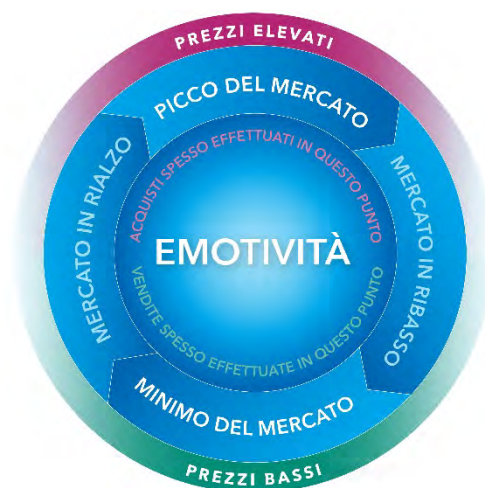 PREZZI ELEVATI
PICCO DEL MERCATO
ACQUISTI SPESSO EFFETTUATI IN QUESTO PUNTO
MERCATO IN RIALZO
EMOTIVITÀ
MERCATO IN RIBASSO
VENDITE SPESSO EFFETTUATE IN QUESTO PUNTO
MINIMO DEL MERCATO
PREZZI BASSI